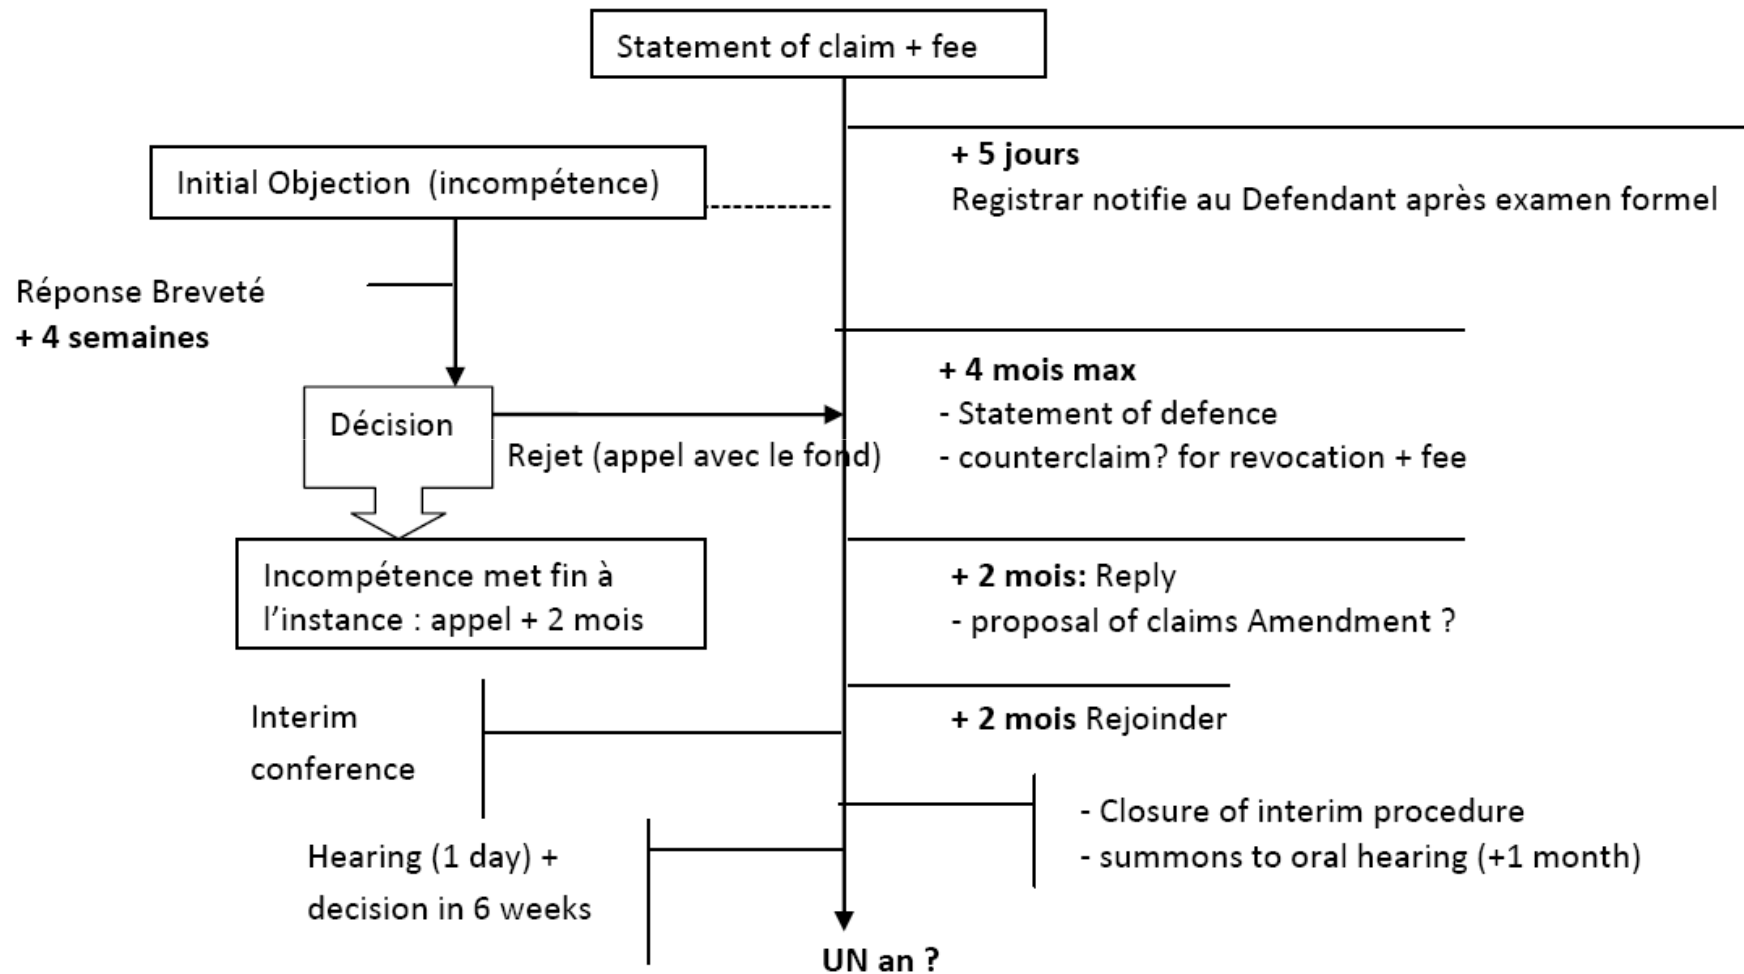 Statement of claim + fee
+ 5 jours
Registrar notifie au Defendant après examen formel
Initial Objection (incompétence)
Réponse Breveté
+ 4 semaines
+ 4 mois max
- Statement of defence
- counterclaim? for revocation + fee
Décision
Rejet (appel avec le fond)
Incompétence met fin à
l’instance : appel + 2 mois
+ 2 mois: Reply
- proposal of claims Amendment ?
+ 2 mois Rejoinder
Interim
conference
- Closure of interim procedure
- summons to oral hearing (+1 month)
Hearing (1 day) +
decision in 6 weeks
UN an ?